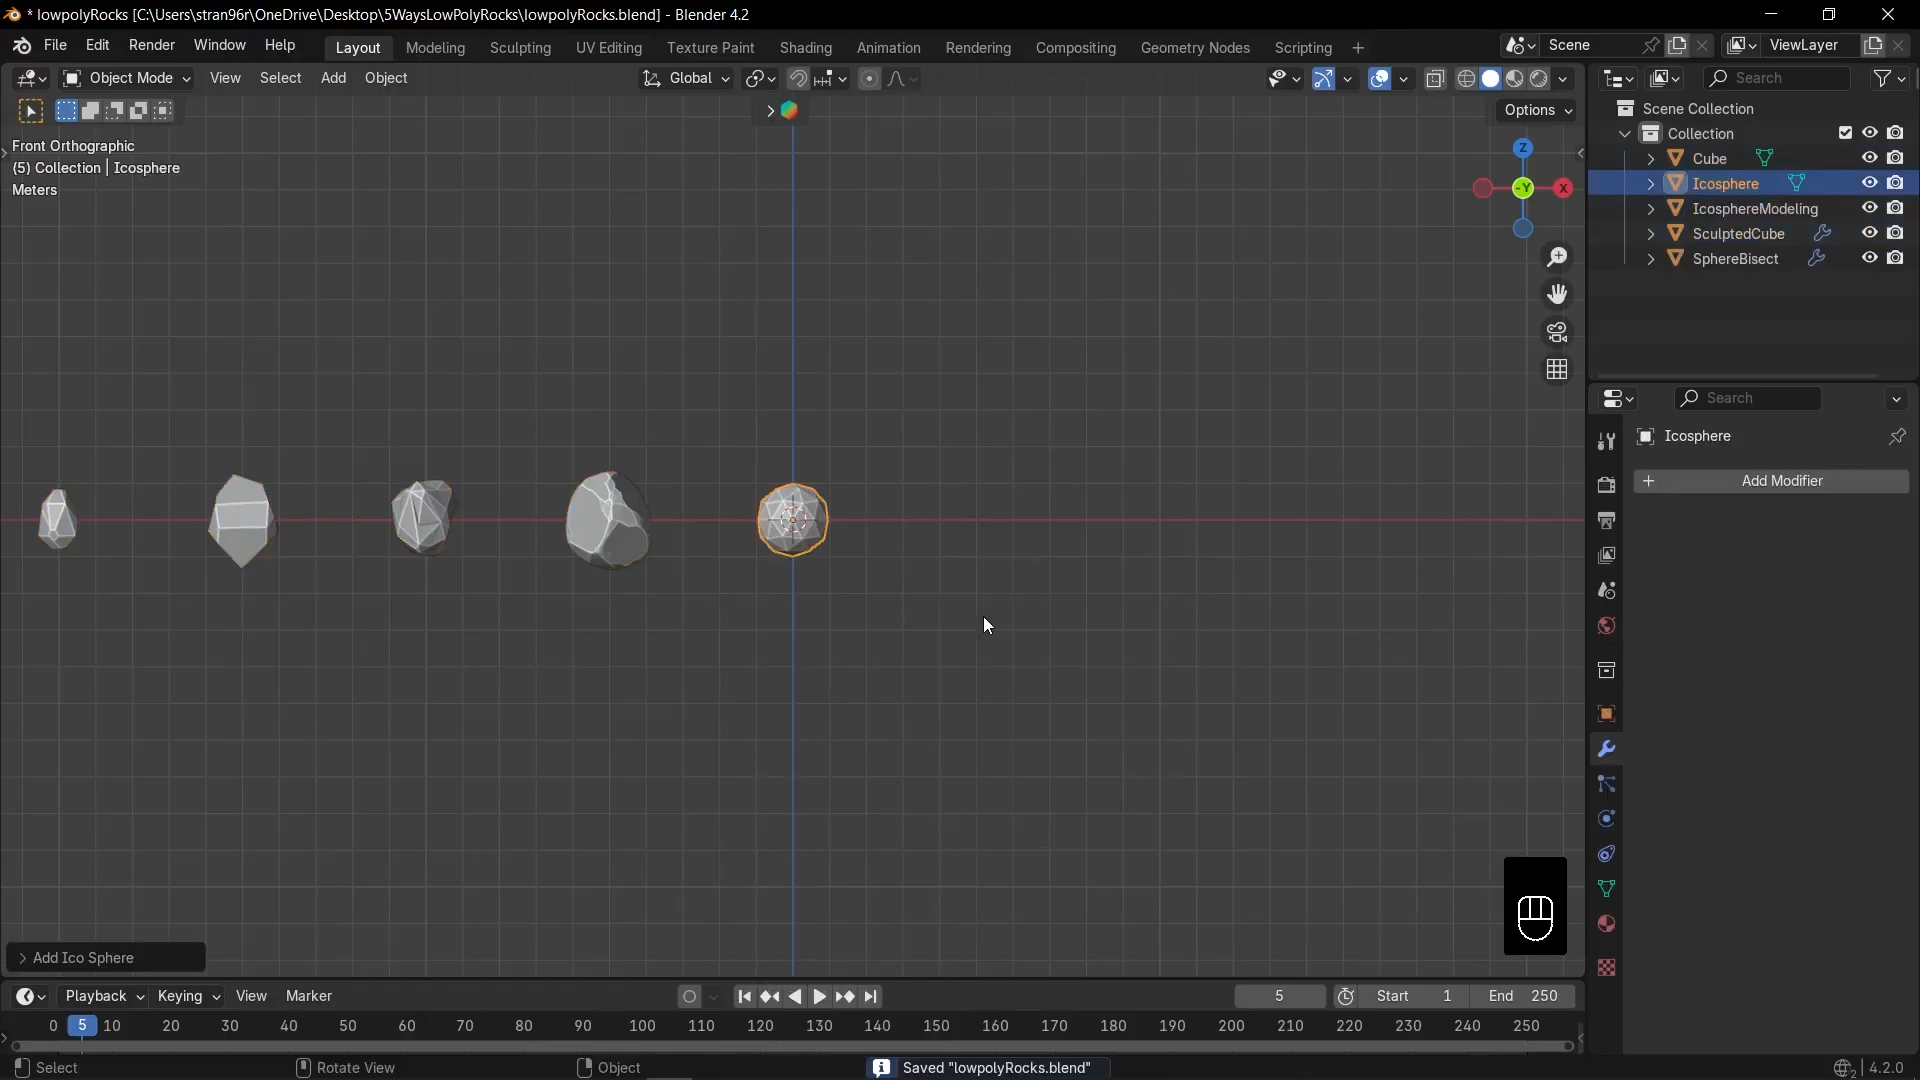 * lowpolyRocks [C:\Users\stran96r\OneDrive\Desktop\5WaysLowPolyRocks\lowpolyRocks.blend] - Blender 4.2
File Edit Render Window Help Layout Modeling Sculpting UV Editing Texture Paint Shading Animation Rendering Compositing Geometry Nodes Scripting + Scene ViewLayer
Object Mode View Select Add Object Global Search
Options
Scene Collection
Collection
Cube
Icosphere
IcosphereModeling
SculptedCube
SphereBisect
Front Orthographic
(5) Collection | Icosphere
Meters
Z
-Y X
Search
Icosphere
+ Add Modifier
> Add Ico Sphere
Playback Keying View Marker 5 Start 1 End 250
0 5 10 20 30 40 50 60 70 80 90 100 110 120 130 140 150 160 170 180 190 200 210 220 230 240 250
Select Rotate View Object Saved "lowpolyRocks.blend" 2 4.2.0